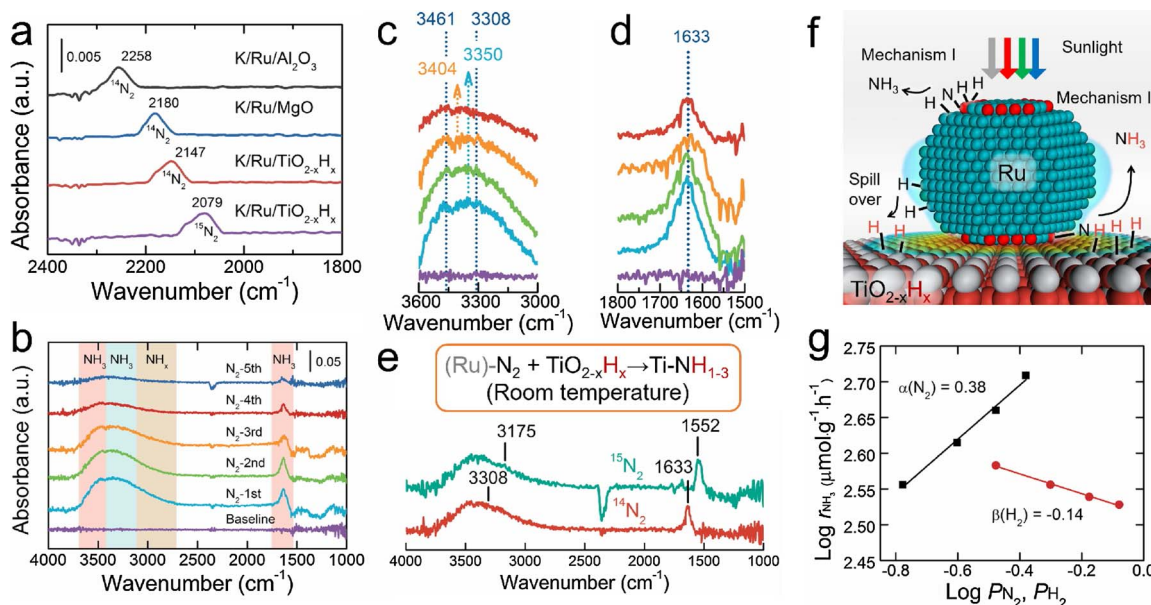 a
0.005
2258
K/Ru/Al2O3
14N2
2180
K/Ru/MgO
14N2
2147
K/Ru/TiO2-xHx
14N2
2079
K/Ru/TiO2-xHx
15N2
Absorbance (a.u.)
2400 2200 2000 1800
Wavenumber (cm-1)
b
NH3 NH3 NHx NH3 0.05
N2-5th
N2-4th
N2-3rd
N2-2nd
N2-1st
Baseline
Absorbance (a.u.)
4000 3500 3000 2500 2000 1500 1000
Wavenumber (cm-1)
c
3461 3308
3404 3350
3600 3300 3000
Wavenumber (cm-1)
d
1633
1800 1700 1600 1500
Wavenumber (cm-1)
e
(Ru)-N2 + TiO2-xHx→Ti-NH1-3
(Room temperature)
3175
1552
15N2
1633
3308
14N2
4000 3500 3000 2500 2000 1500 1000
Wavenumber (cm-1)
f
Mechanism I
Sunlight
NH3
H N H H
Mechanism I
NH3
Ru
Spill
over
H
H
H H
N H H H
TiO2-xHx
g
2.75
2.70
2.65
2.60
2.55
2.50
2.45
α(N2) = 0.38
β(H2) = -0.14
Log rNH3 (μmol.g-1·h-1)
-0.8 -0.6 -0.4 -0.2 0.0
Log PN2, PH2